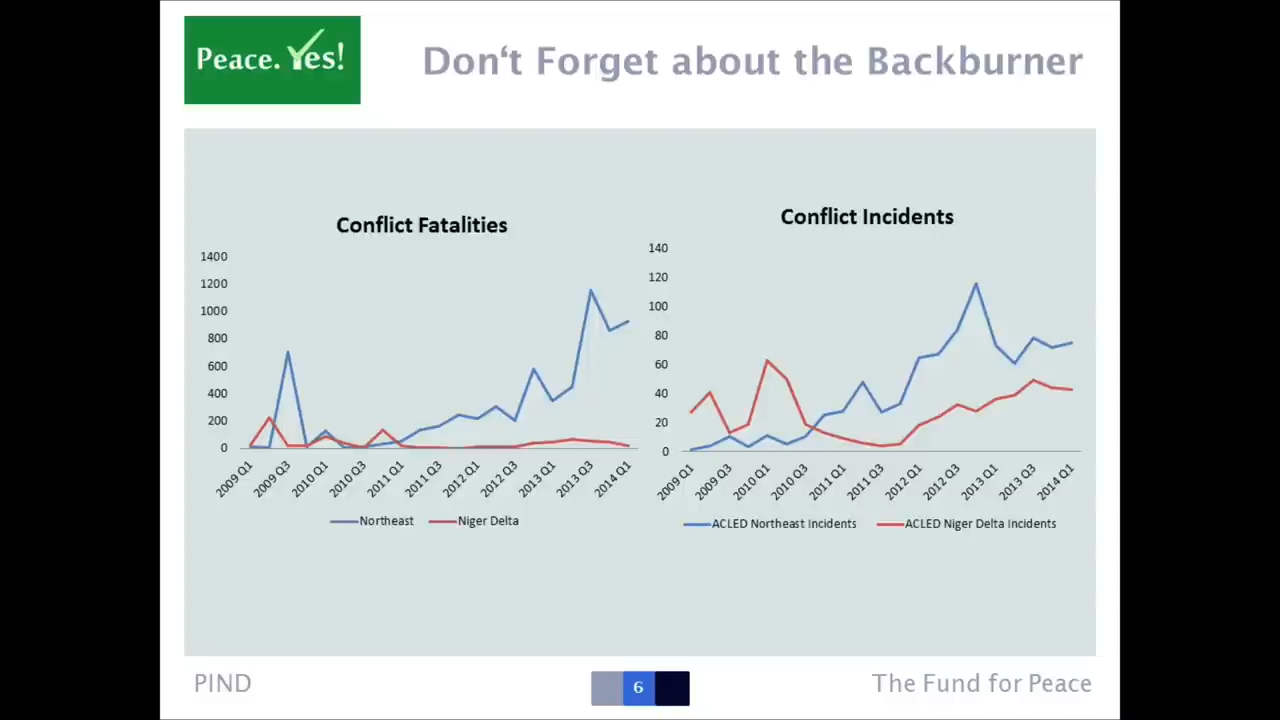 Peace. Yes!
Don‘t Forget about the Backburner
Conflict Fatalities
1400
1200
1000
800
600
400
200
0
2009 Q1
2009 Q3
2010 Q1
2010 Q3
2011 Q1
2011 Q3
2012 Q1
2012 Q3
2013 Q1
2013 Q3
2014 Q1
Northeast
Niger Delta
Conflict Incidents
140
120
100
80
60
40
20
0
2009 Q1
2009 Q3
2010 Q1
2010 Q3
2011 Q1
2011 Q3
2012 Q1
2012 Q3
2013 Q1
2013 Q3
2014 Q1
ACLED Northeast Incidents
ACLED Niger Delta Incidents
PIND
6
The Fund for Peace